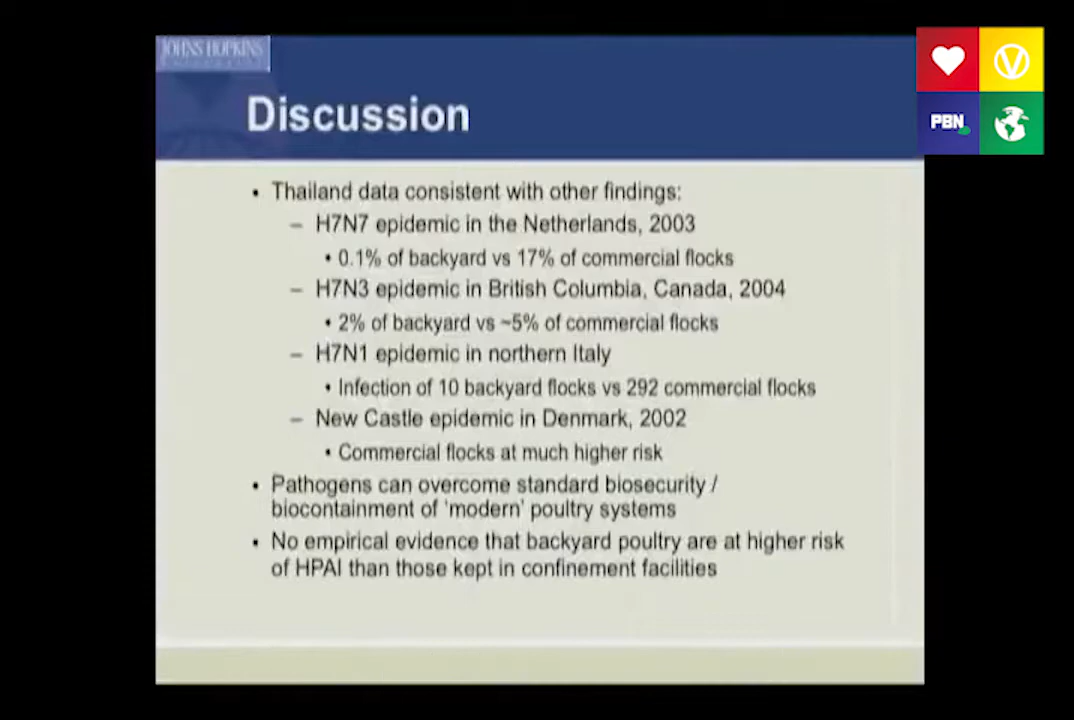 JOHNS HOPKINS
Discussion
PBN
• Thailand data consistent with other findings:
– H7N7 epidemic in the Netherlands, 2003
• 0.1% of backyard vs 17% of commercial flocks
– H7N3 epidemic in British Columbia, Canada, 2004
• 2% of backyard vs ~5% of commercial flocks
– H7N1 epidemic in northern Italy
• Infection of 10 backyard flocks vs 292 commercial flocks
– New Castle epidemic in Denmark, 2002
• Commercial flocks at much higher risk
• Pathogens can overcome standard biosecurity /
biocontainment of 'modern' poultry systems
• No empirical evidence that backyard poultry are at higher risk
of HPAI than those kept in confinement facilities